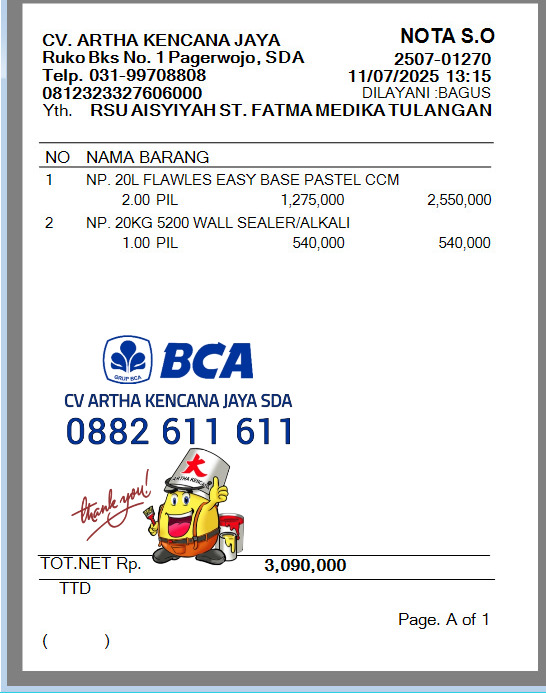 CV. ARTHA KENCANA JAYA NOTA S.O
Ruko Bks No. 1 Pagerwojo, SDA 2507-01270
Telp. 031-99708808 11/07/2025 13:15
0812323327606000 DILAYANI :BAGUS
Yth. RSU AISYIYAH ST. FATMA MEDIKA TULANGAN
NO NAMA BARANG
1 NP. 20L FLAWLES EASY BASE PASTEL CCM
2.00 PIL 1,275,000 2,550,000
2 NP. 20KG 5200 WALL SEALER/ALKALI
1.00 PIL 540,000 540,000
GRUP BCA
BCA
CV ARTHA KENCANA JAYA SDA
0882 611 611
大
ARTHA KENCA
thank you!
TOT.NET Rp. 3,090,000
TTD
Page. A of 1
( )